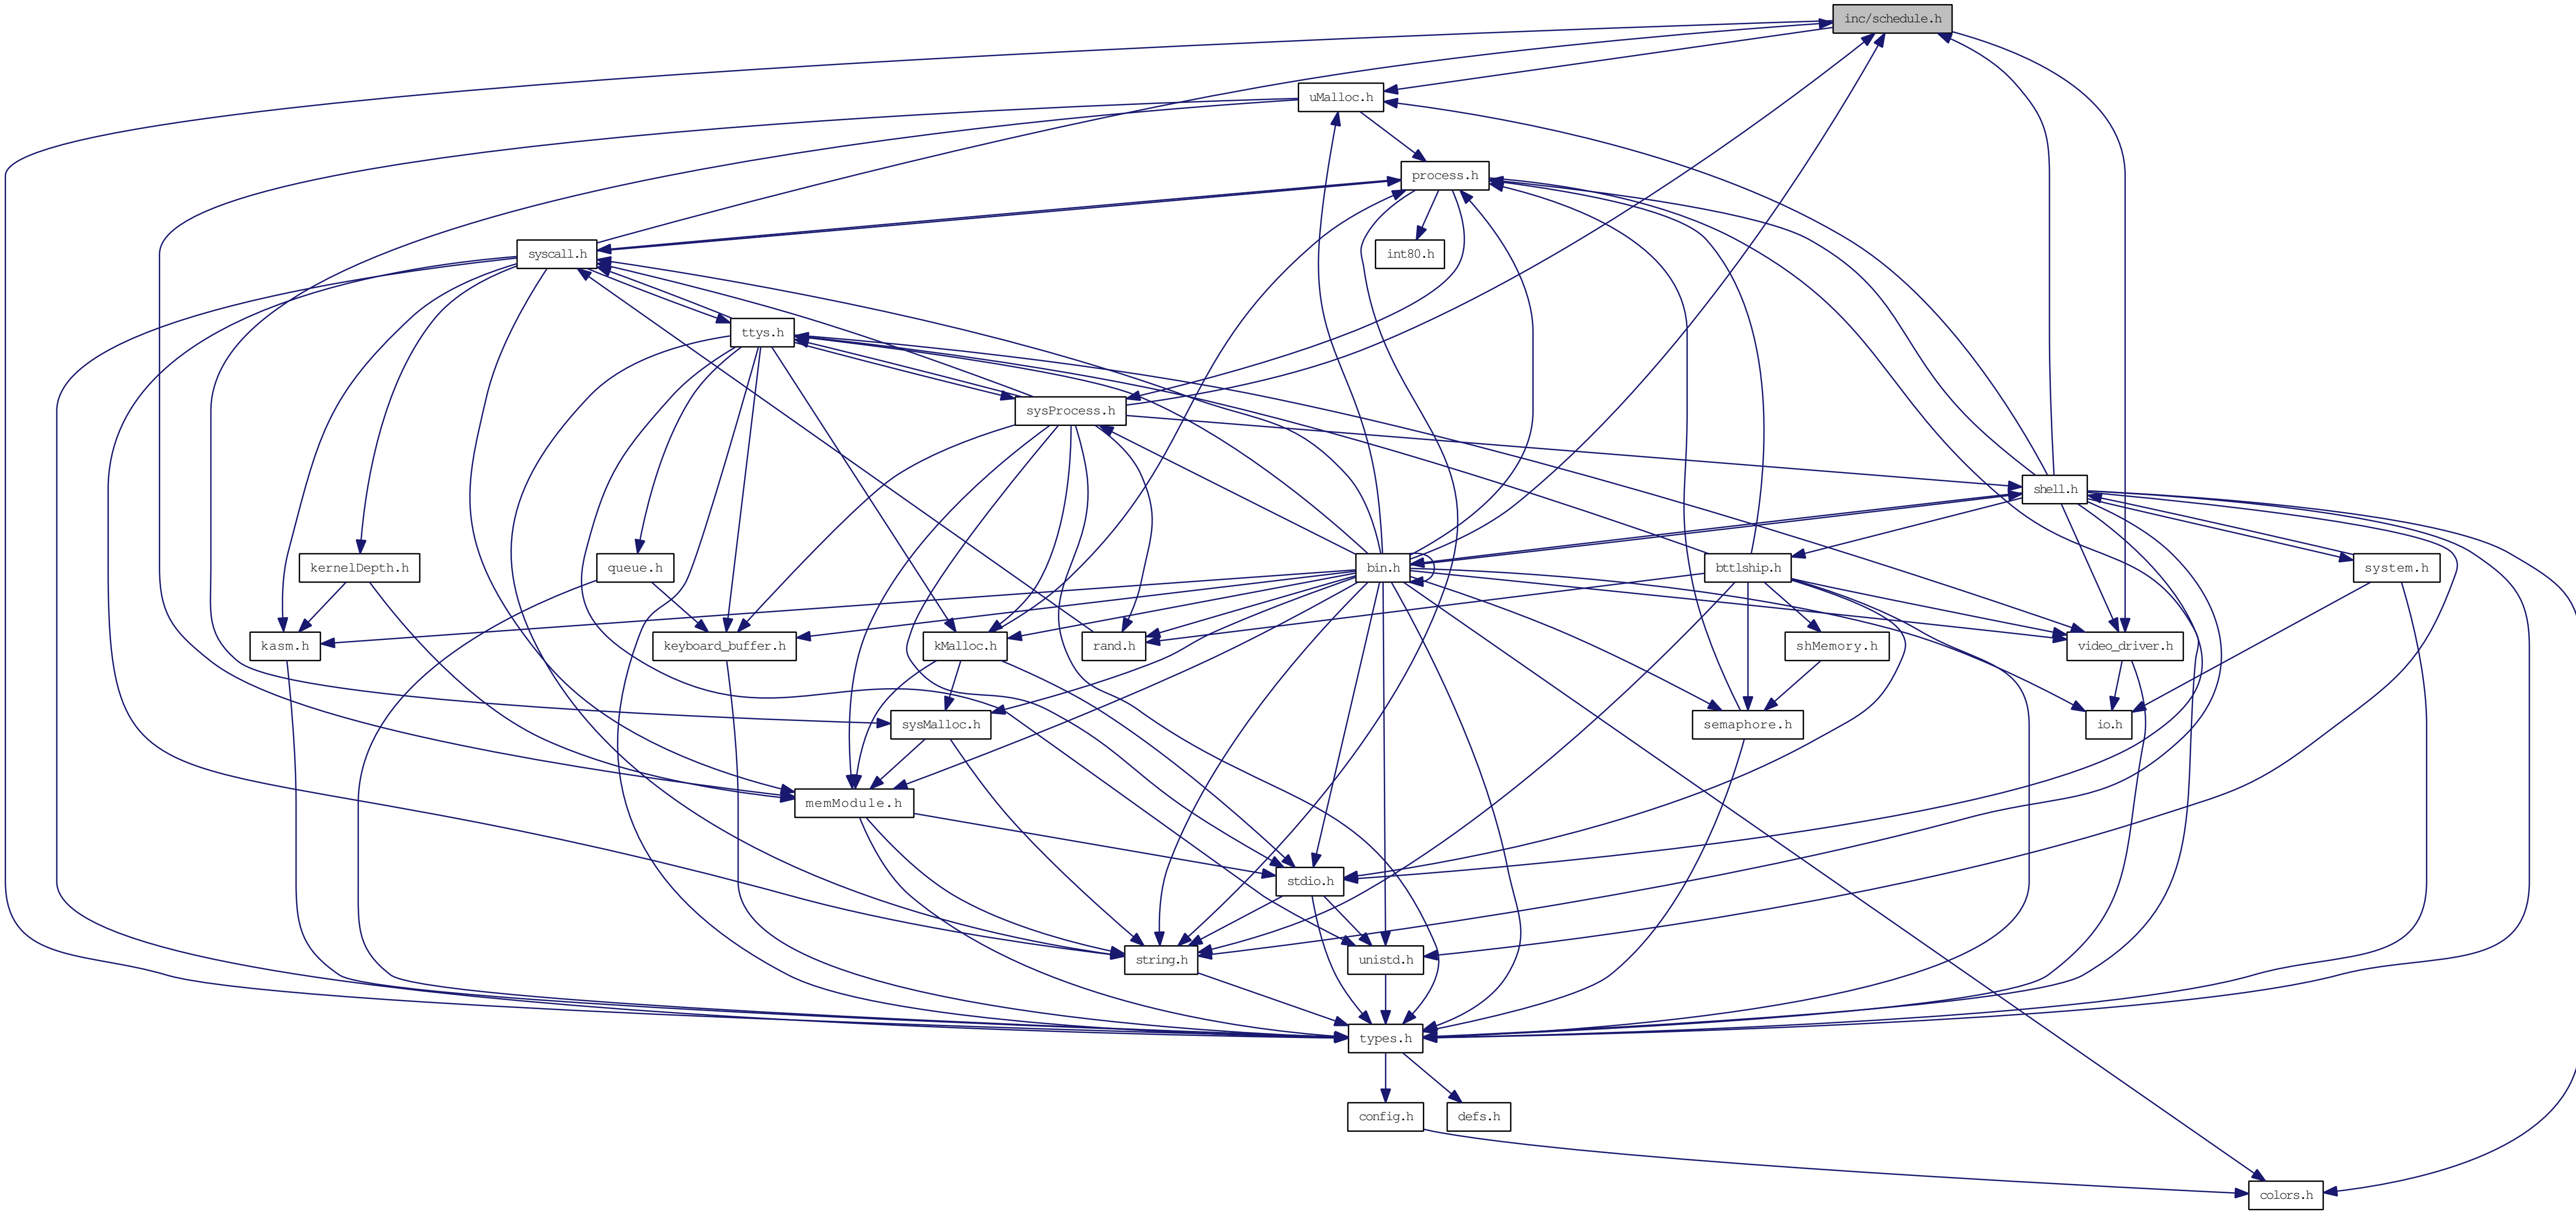 inc/schedule.h
uMalloc.h
process.h
syscall.h
int80.h
ttys.h
sysProcess.h
shell.h
kernelDepth.h
queue.h
bin.h
bttlship.h
system.h
kasm.h
keyboard_buffer.h
kMalloc.h
rand.h
shMemory.h
video_driver.h
sysMalloc.h
semaphore.h
io.h
memModule.h
stdio.h
string.h
unistd.h
types.h
config.h
defs.h
colors.h